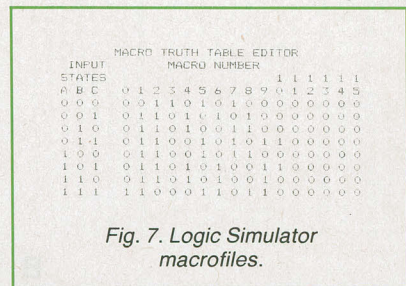 MACRO TRUTH TABLE EDITOR
INPUT MACRO NUMBER
STATES 1 1 1 1 1 1
A B C 0 1 2 3 4 5 6 7 8 9 0 1 2 3 4 5
0 0 0 0 0 1 1 0 1 0 1 0 0 0 0 0 0 0 0
0 0 1 0 1 1 0 1 0 1 0 1 0 0 0 0 0 0 0
0 1 0 0 1 1 0 1 0 0 1 1 0 0 0 0 0 0 0
0 1 1 0 1 1 0 1 0 1 0 0 0 0 0 0 0 0 0
1 0 0 0 1 1 0 0 1 0 1 1 0 0 0 0 0 0 0
1 0 1 0 1 1 0 1 0 1 0 0 1 0 0 0 0 0 0
1 1 0 0 1 1 0 1 0 1 0 0 1 0 0 0 0 0 0
1 1 1 1 1 0 0 0 1 1 0 1 1 0 0 0 0 0 0
Fig. 7. Logic Simulator
macrofiles.